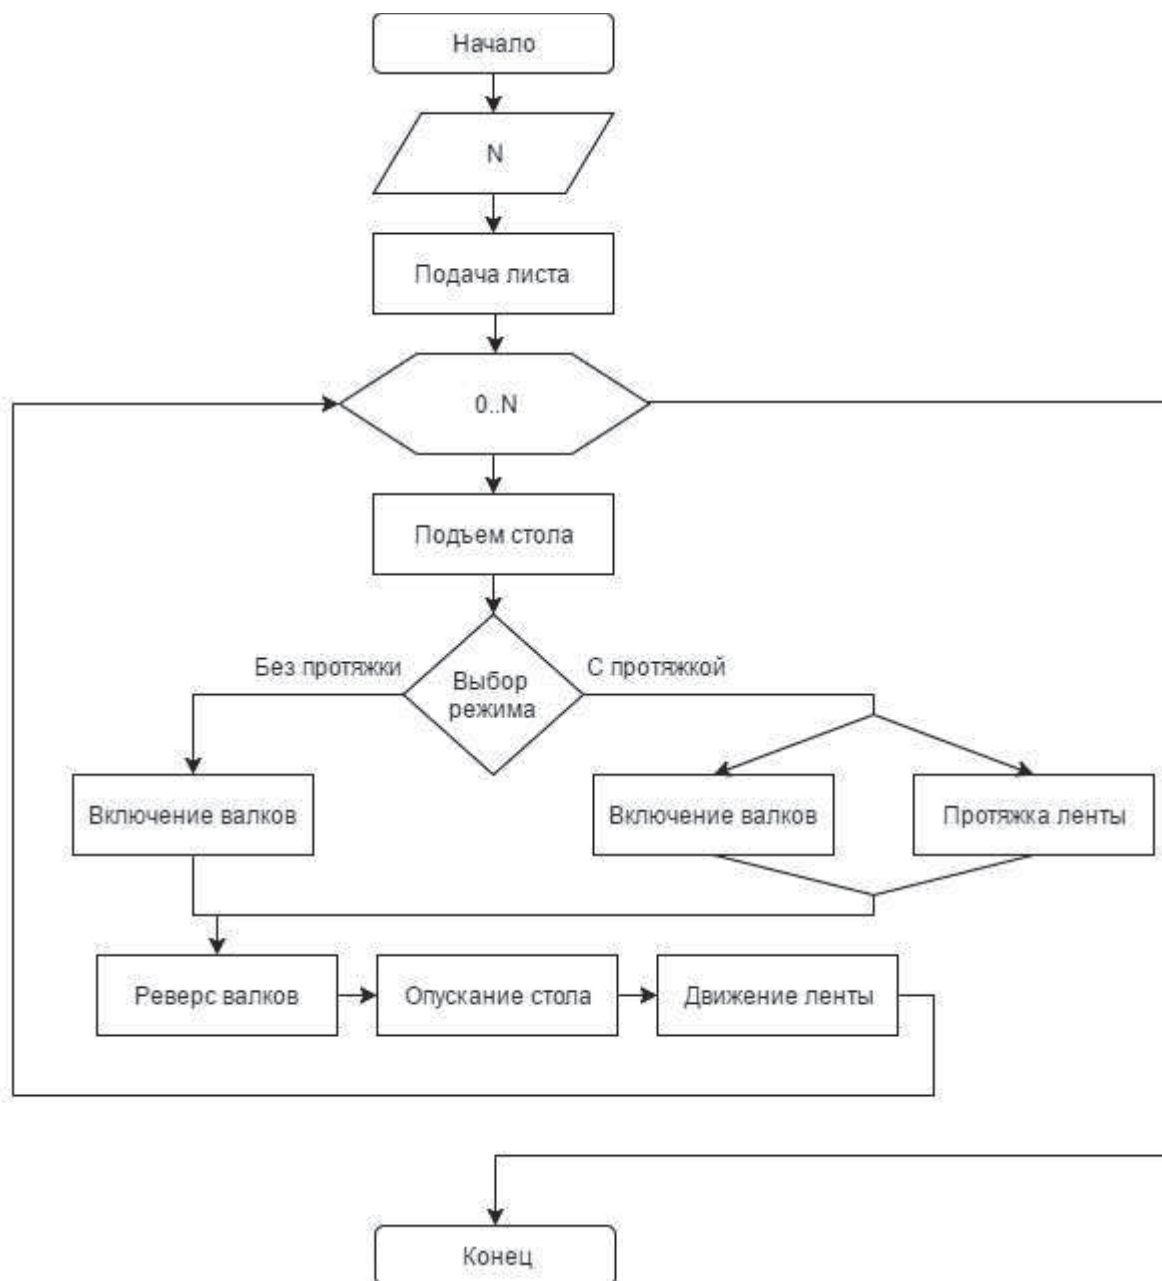 Начало
N
Подача листа
0..N
Подъем стола
Без протяжки
Выбор
режима
С протяжкой
Включение валков
Включение валков
Протяжка ленты
Реверс валков
Опускание стола
Движение ленты
Конец